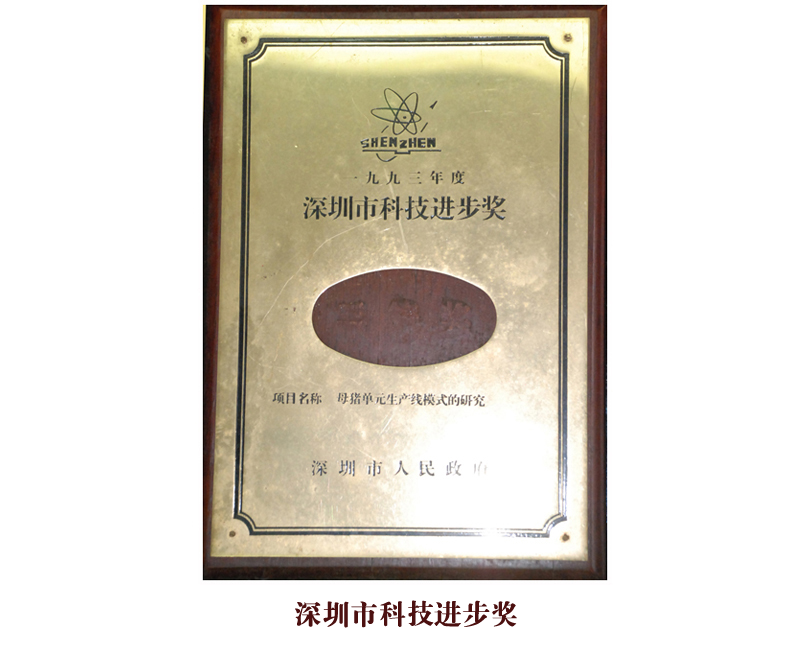 SHENZHEN
一九九三年度
深圳市科技进步奖
项目名称 母猪单元生产线模式的研究
深圳市人民政府
深圳市科技进步奖